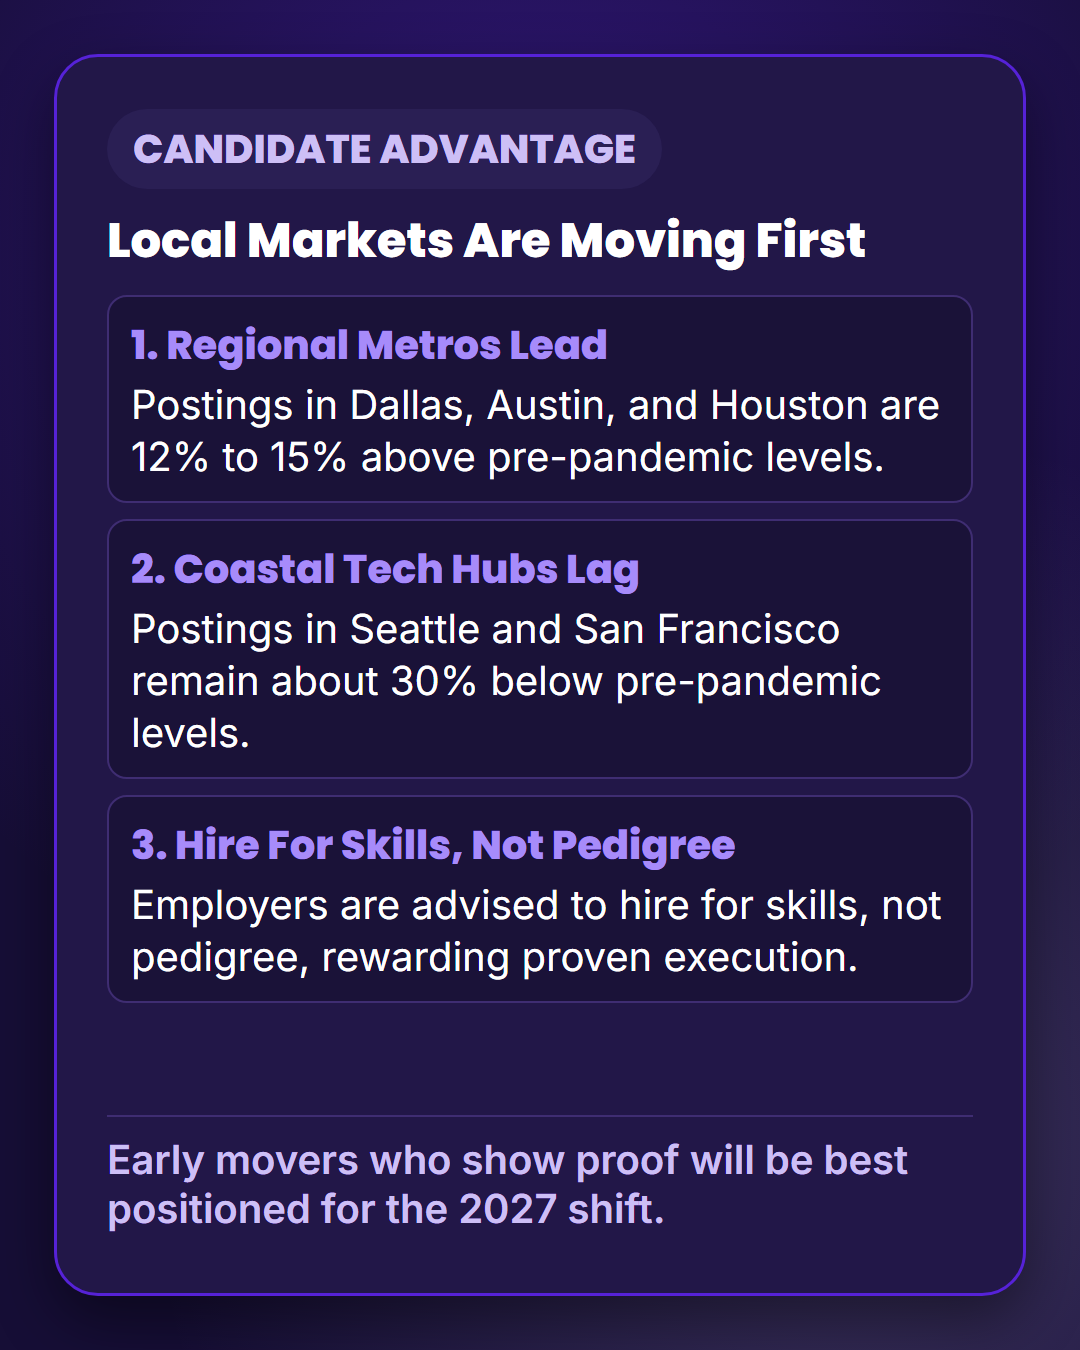 CANDIDATE ADVANTAGE
Local Markets Are Moving First
1. Regional Metros Lead
Postings in Dallas, Austin, and Houston are
12% to 15% above pre-pandemic levels.
2. Coastal Tech Hubs Lag
Postings in Seattle and San Francisco
remain about 30% below pre-pandemic
levels.
3. Hire For Skills, Not Pedigree
Employers are advised to hire for skills, not
pedigree, rewarding proven execution.
Early movers who show proof will be best
positioned for the 2027 shift.